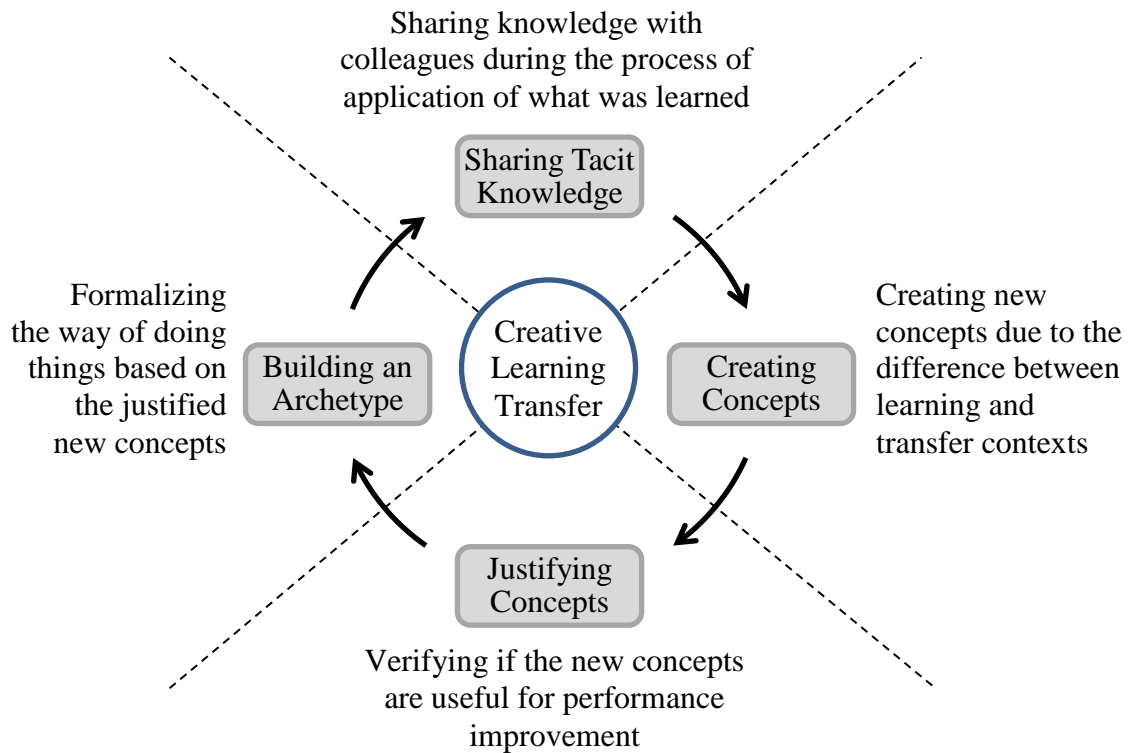 Sharing knowledge with
colleagues during the process of
application of what was learned
Sharing Tacit
Knowledge
Formalizing
the way of doing
things based on
the justified
new concepts
Building an
Archetype
Creative
Learning
Transfer
Creating
Concepts
Creating new
concepts due to the
difference between
learning and
transfer contexts
Justifying
Concepts
Verifying if the new concepts
are useful for performance
improvement